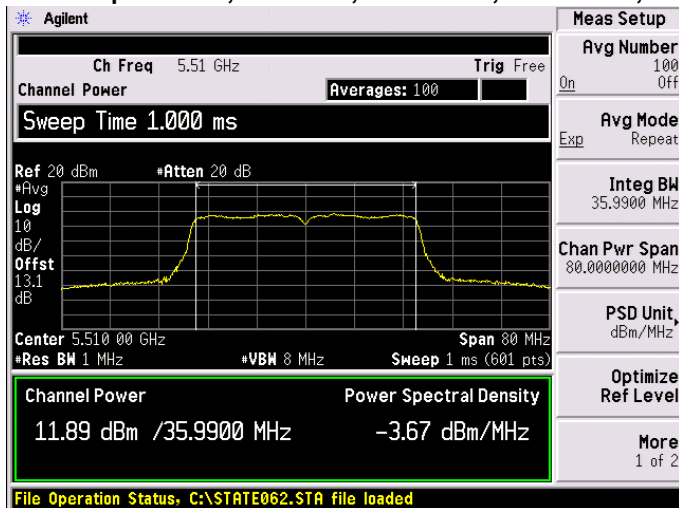 Agilent
Meas Setup
Ch Freq 5.51 GHz Trig Free
Channel Power Averages: 100
Sweep Time 1.000 ms
Ref 20 dBm #Atten 20 dB
#Avg
Log
10
dB/
Offst
13.1
dB
Center 5.510 00 GHz Span 80 MHz
#Res BW 1 MHz #VBW 8 MHz Sweep 1 ms (601 pts)
Channel Power Power Spectral Density
11.89 dBm /35.9900 MHz -3.67 dBm/MHz
File Operation Status, C:\STATE062.STA file loaded
Avg Number
100
On Off
Avg Mode
Exp Repeat
Integ BW
35.9900 MHz
Chan Pwr Span
80.0000000 MHz
PSD Unit
dBm/MHz
Optimize
Ref Level
More
1 of 2